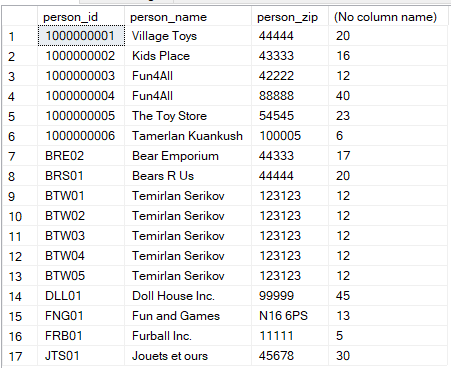 person_id person_name person_zip (No column name)
1 1000000001 Village Toys 44444 20
2 1000000002 Kids Place 43333 16
3 1000000003 Fun4All 42222 12
4 1000000004 Fun4All 88888 40
5 1000000005 The Toy Store 54545 23
6 1000000006 Tamerlan Kuankush 100005 6
7 BRE02 Bear Emporium 44333 17
8 BRS01 Bears R Us 44444 20
9 BTW01 Temirlan Serikov 123123 12
10 BTW02 Temirlan Serikov 123123 12
11 BTW03 Temirlan Serikov 123123 12
12 BTW04 Temirlan Serikov 123123 12
13 BTW05 Temirlan Serikov 123123 12
14 DLL01 Doll House Inc. 99999 45
15 FNG01 Fun and Games N16 6PS 13
16 FRB01 Furball Inc. 11111 5
17 JTS01 Jouets et ours 45678 30